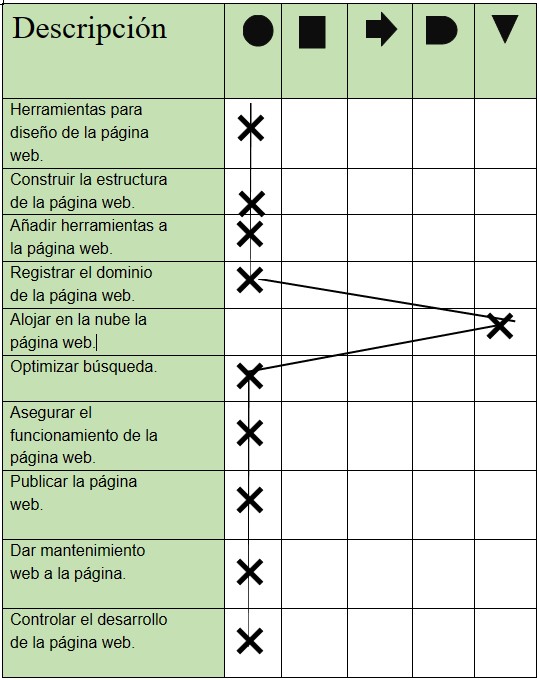 Descripción
Herramientas para
diseño de la página
web.
Construir la estructura
de la página web.
Añadir herramientas a
la página web.
Registrar el dominio
de la página web.
Alojar en la nube la
página web.
Optimizar búsqueda.
Asegurar el
funcionamiento de la
página web.
Publicar la página
web.
Dar mantenimiento
web a la página.
Controlar el desarrollo
de la página web.